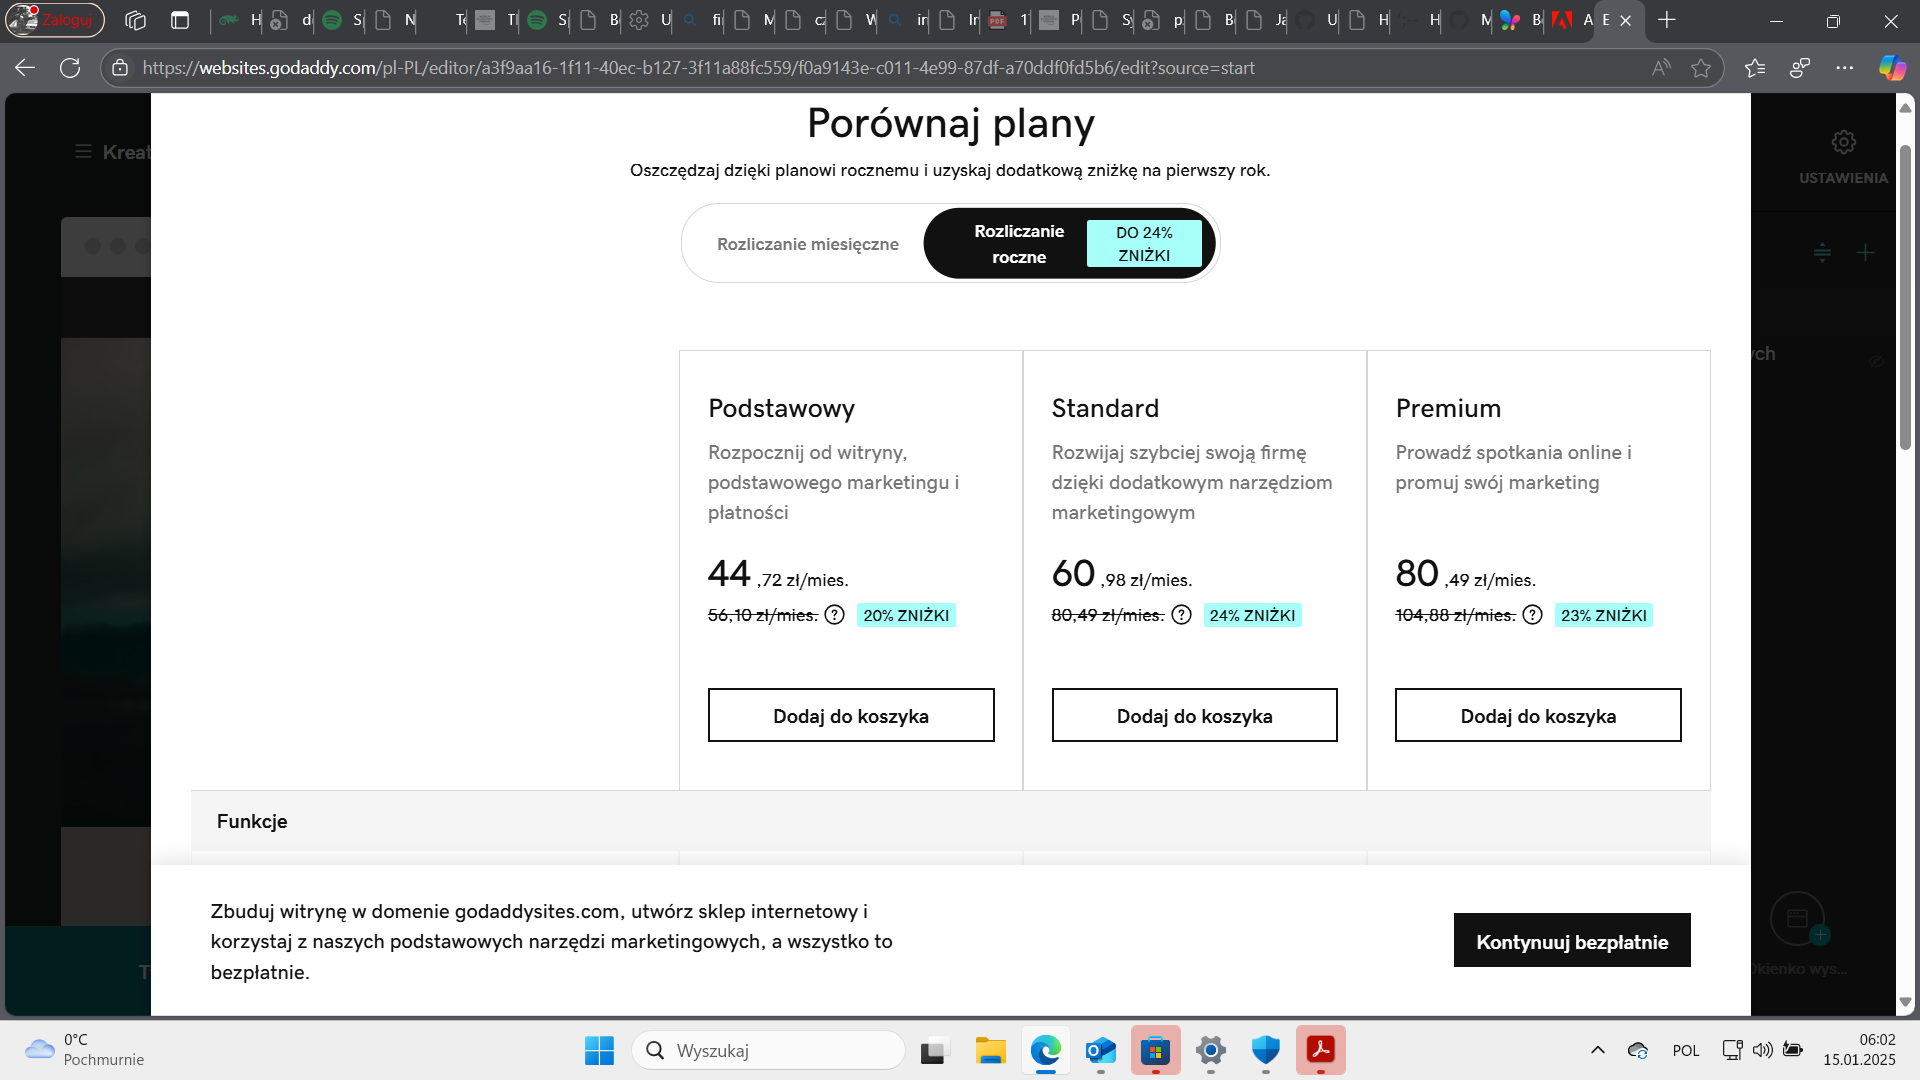 Zaloguj
https://websites.godaddy.com/pl-PL/editor/a3f9aa16-1f11-40ec-b127-3f11a88fc559/f0a9143e-c011-4e99-87df-a70ddf0fd5b6/edit?source=start
Porównaj plany
Oszczędzaj dzięki planowi rocznemu i uzyskaj dodatkową zniżkę na pierwszy rok.
Kreat
USTAWIENIA
Rozliczanie miesięczne
Rozliczanie
roczne
DO 24%
ZNIŻKI
ych
Podstawowy
Rozpocznij od witryny,
podstawowego marketingu i
płatności
44,72 zł/mies.
56,10 zł/mies. ? 20% ZNIŻKI
Dodaj do koszyka
Standard
Rozwijaj szybciej swoją firmę
dzięki dodatkowym narzędziom
marketingowym
60,98 zł/mies.
80,49 zł/mies. ? 24% ZNIŻKI
Dodaj do koszyka
Premium
Prowadź spotkania online i
promuj swój marketing
80,49 zł/mies.
104,88 zł/mies. ? 23% ZNIŻKI
Dodaj do koszyka
Funkcje
Zbuduj witrynę w domenie godaddysites.com, utwórz sklep internetowy i
korzystaj z naszych podstawowych narzędzi marketingowych, a wszystko to
bezpłatnie.
Kontynuuj bezpłatnie
Okienko wys...
0°C
Pochmurnie
Wyszukaj
POL
06:02
15.01.2025